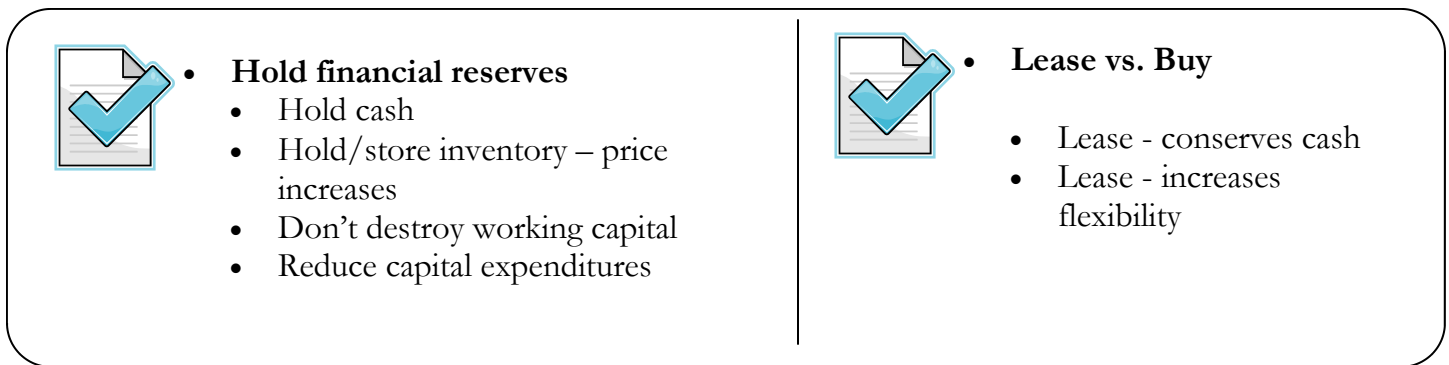 • Hold financial reserves
• Hold cash
• Hold/store inventory – price
increases
• Don’t destroy working capital
• Reduce capital expenditures
• Lease vs. Buy
• Lease - conserves cash
• Lease - increases
flexibility